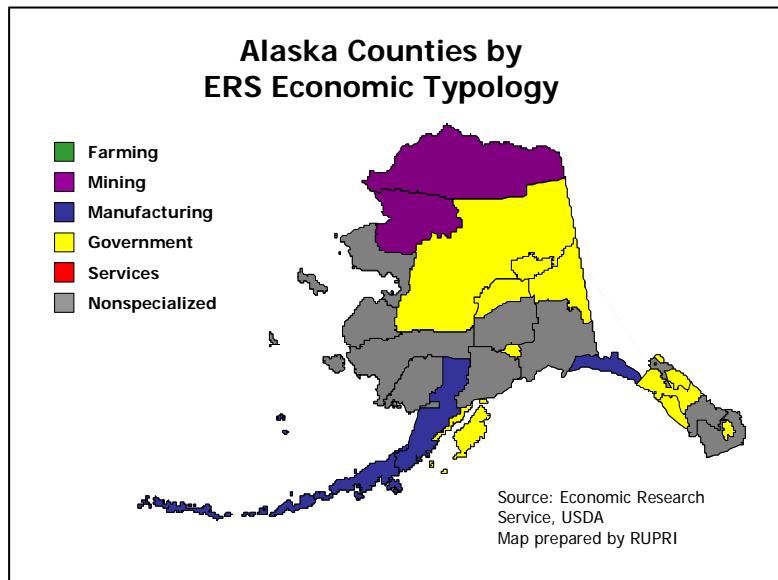 Alaska Counties by
ERS Economic Typology
Farming
Mining
Manufacturing
Government
Services
Nonspecialized
Source: Economic Research
Service, USDA
Map prepared by RUPRI